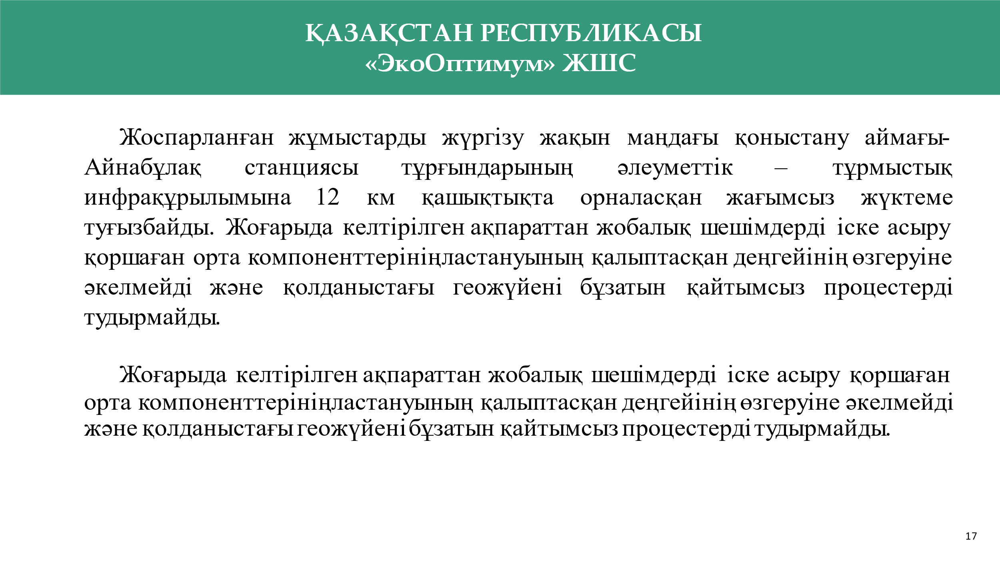 ҚАЗАҚСТАН РЕСПУБЛИКАСЫ
«ЭкоОптимум» ЖШС
Жоспарланған жұмыстарды жүргізу жақын маңдағы қоныстану аймағы-
Айнабұлақ станциясы тұрғындарының әлеуметтік – тұрмыстық
инфрақұрылымына 12 км қашықтықта орналасқан жағымсыз жүктеме
туғызбайды. Жоғарыда келтірілген ақпараттан жобалық шешімдерді іске асыру
қоршаған орта компоненттерініңластануының қалыптасқан деңгейінің өзгеруіне
әкелмейді және қолданыстағы геожүйені бұзатын қайтымсыз процестерді
тудырмайды.
Жоғарыда келтірілген ақпараттан жобалық шешімдерді іске асыру қоршаған
орта компоненттерініңластануының қалыптасқан деңгейінің өзгеруіне әкелмейді
және қолданыстағы геожүйені бұзатын қайтымсыз процестерді тудырмайды.
17